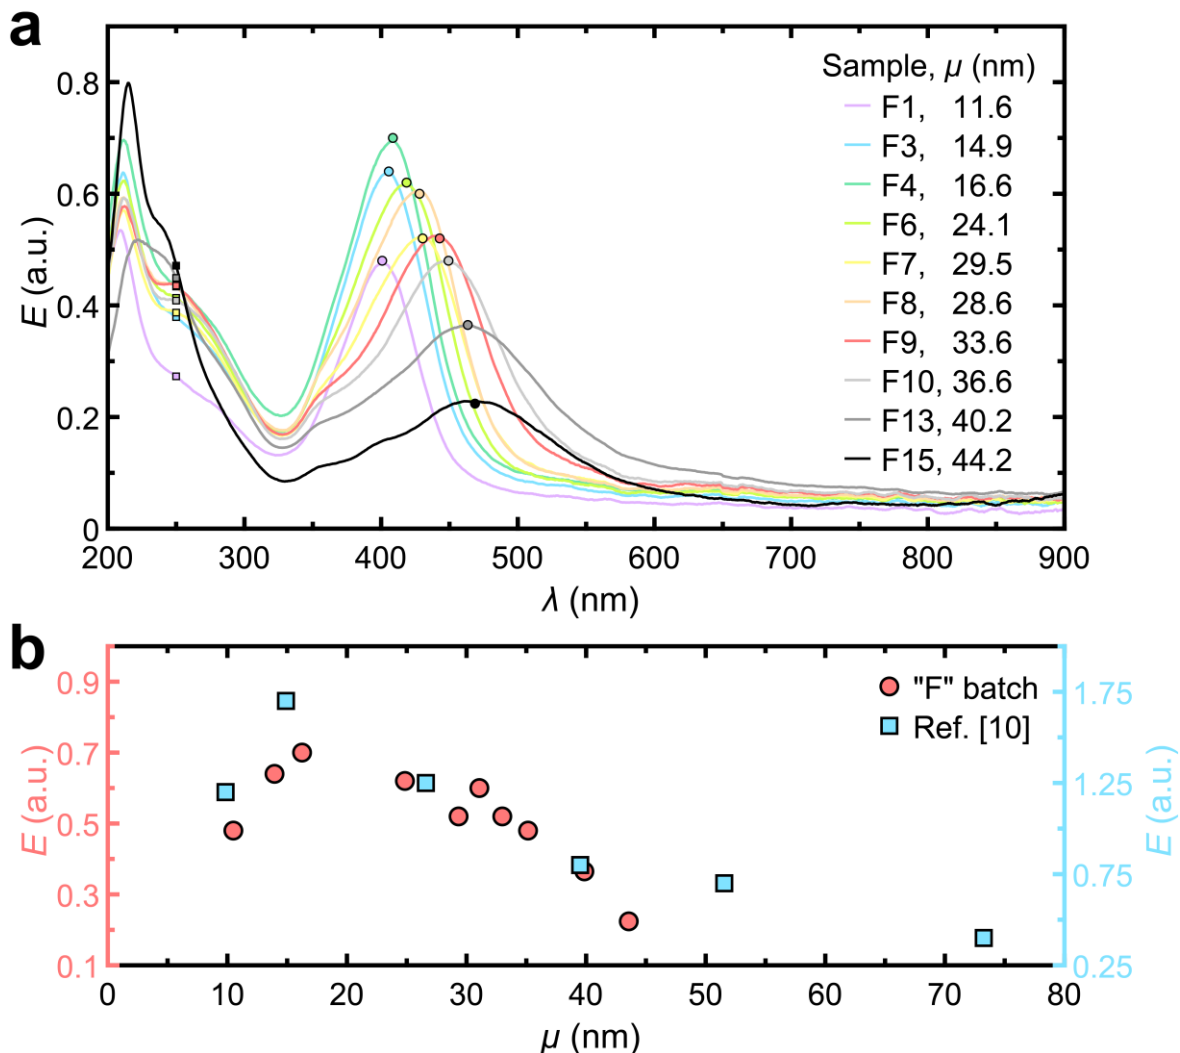 a
E (a.u.)
0.8
0.6
0.4
0.2
0
200 300 400 500 600 700 800 900
λ (nm)
Sample, μ (nm)
F1, 11.6
F3, 14.9
F4, 16.6
F6, 24.1
F7, 29.5
F8, 28.6
F9, 33.6
F10, 36.6
F13, 40.2
F15, 44.2
b
E (a.u.)
0.9
0.7
0.5
0.3
0.1
"F" batch
Ref. [10]
1.75
1.25
0.75
0.25
E (a.u.)
0 10 20 30 40 50 60 70 80
μ (nm)